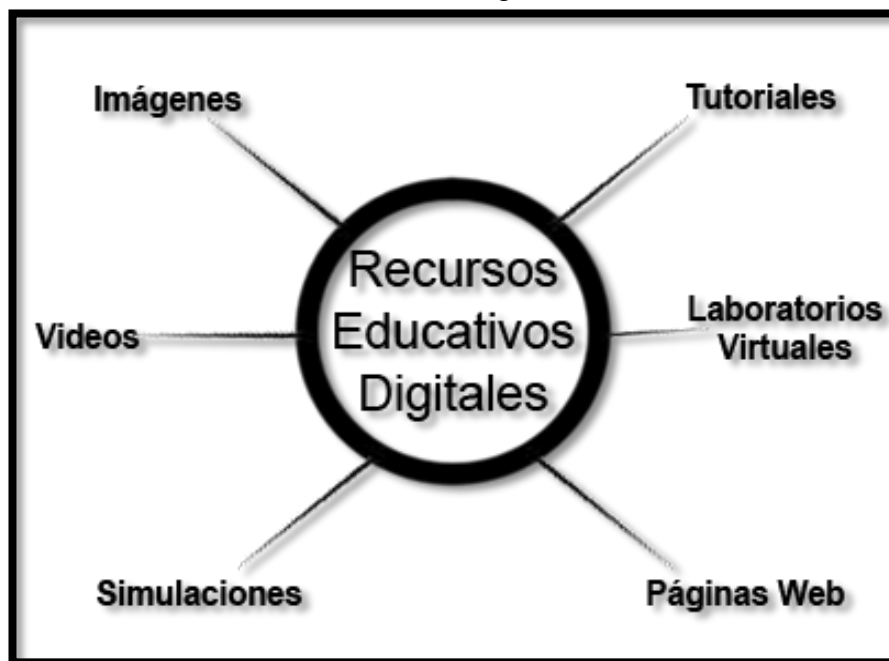 Imágenes
Tutoriales
Recursos
Educativos
Digitales
Videos
Laboratorios
Virtuales
Simulaciones
Páginas Web